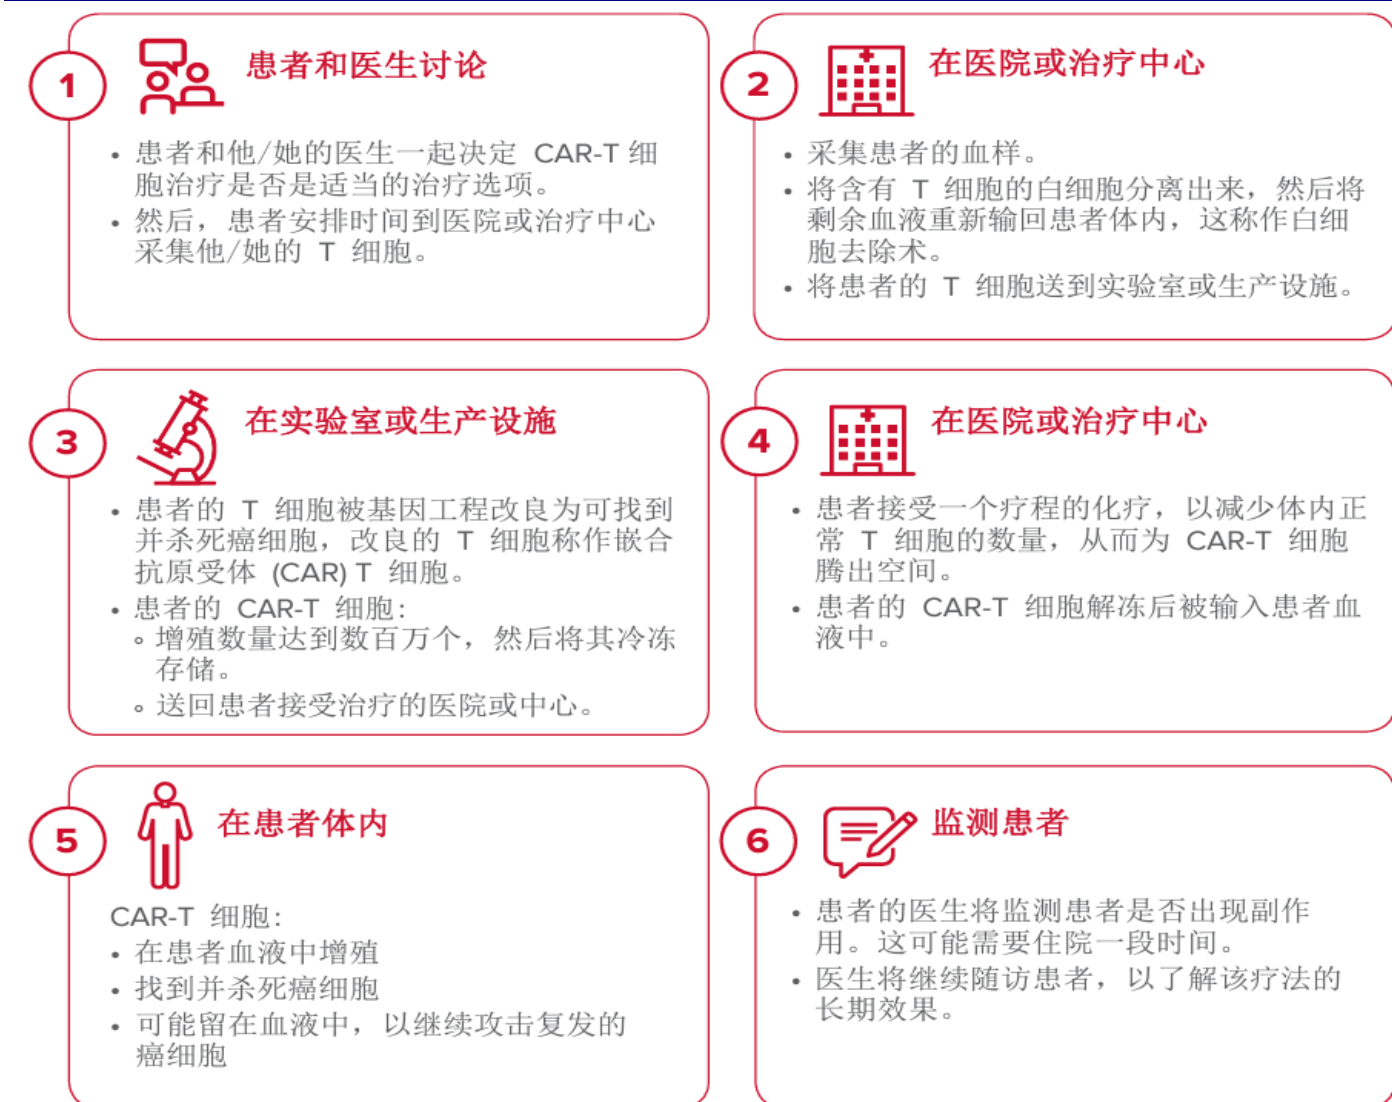 1
患者和医生讨论
• 患者和他/她的医生一起决定 CAR-T 细
胞治疗是否是适当的治疗选项。
• 然后，患者安排时间到医院或治疗中心
采集他/她的 T 细胞。
2
在医院或治疗中心
• 采集患者的血样。
• 将含有 T 细胞的白细胞分离出来，然后将
剩余血液重新输回患者体内，这称作白细
胞去除术。
• 将患者的 T 细胞送到实验室或生产设施。
3
在实验室或生产设施
• 患者的 T 细胞被基因工程改良为可找到
并杀死癌细胞，改良的 T 细胞称作嵌合
抗原受体 (CAR) T 细胞。
• 患者的 CAR-T 细胞:
◦ 增殖数量达到数百万个，然后将其冷冻
存储。
◦ 送回患者接受治疗的医院或中心。
4
在医院或治疗中心
• 患者接受一个疗程的化疗，以减少体内正
常 T 细胞的数量，从而为 CAR-T 细胞
腾出空间。
• 患者的 CAR-T 细胞解冻后被输入患者血
液中。
5
在患者体内
CAR-T 细胞:
• 在患者血液中增殖
• 找到并杀死癌细胞
• 可能留在血液中，以继续攻击复发的
癌细胞
6
监测患者
• 患者的医生将监测患者是否出现副作
用。这可能需要住院一段时间。
• 医生将继续随访患者，以了解该疗法的
长期效果。